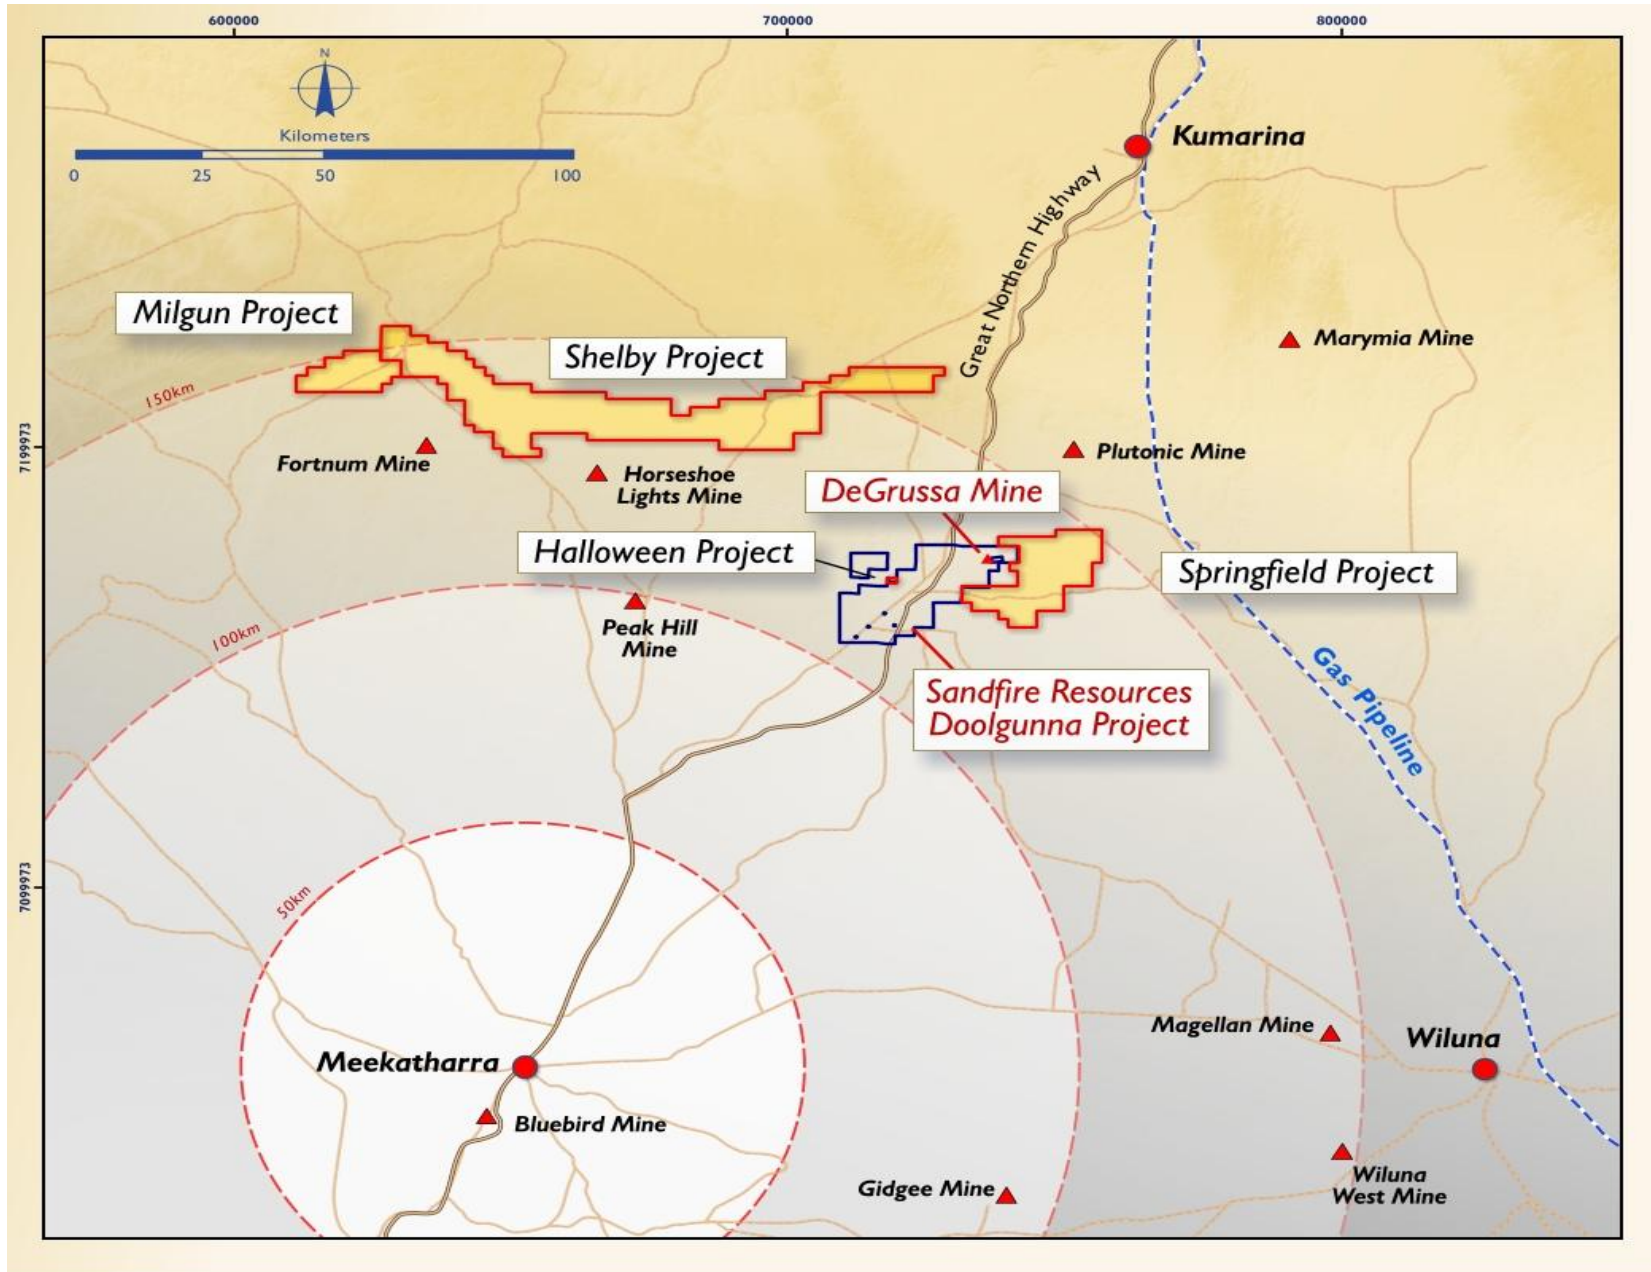 600000
700000
800000
N
Kilometers
0 25 50 100
Kumarina
Great Northern Highway
Milgun Project
Shelby Project
Marymia Mine
150km
7199973
Fortnum Mine
Horseshoe
Lights Mine
Plutonic Mine
DeGrussa Mine
Halloween Project
Springfield Project
100km
Peak Hill
Mine
Gas Pipeline
Sandfire Resources
Doolgunna Project
7099973
50km
Magellan Mine
Wiluna
Meekatharra
Bluebird Mine
Gidgee Mine
Wiluna
West Mine